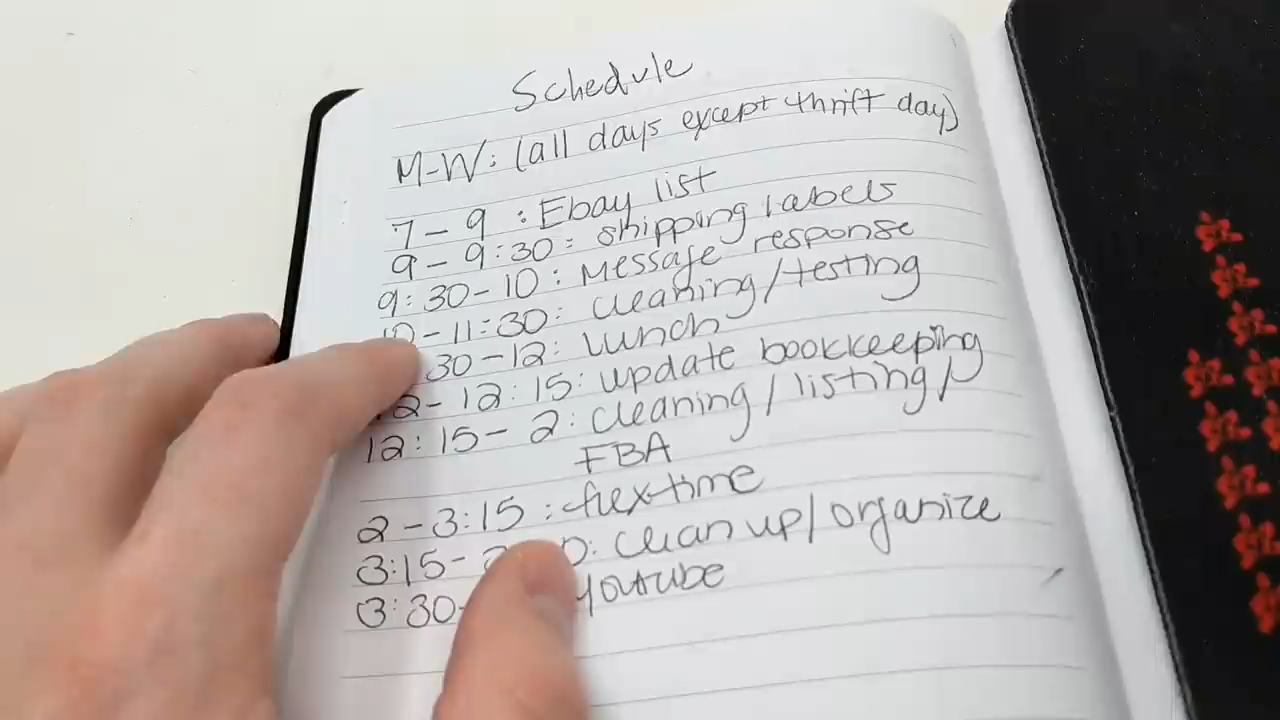 Schedule
M-W: (all days except thrift day)
7 - 9 : Ebay list
9 - 9:30: shipping labels
9:30-10: Message response
10-11:30: Cleaning/testing
30-12: Lunch
12:15: update bookkeeping
12:15- 2: Cleaning/listing/
FBA
2 -3:15 : flex-time
3:15- clean up/organize
3:30- Youtube